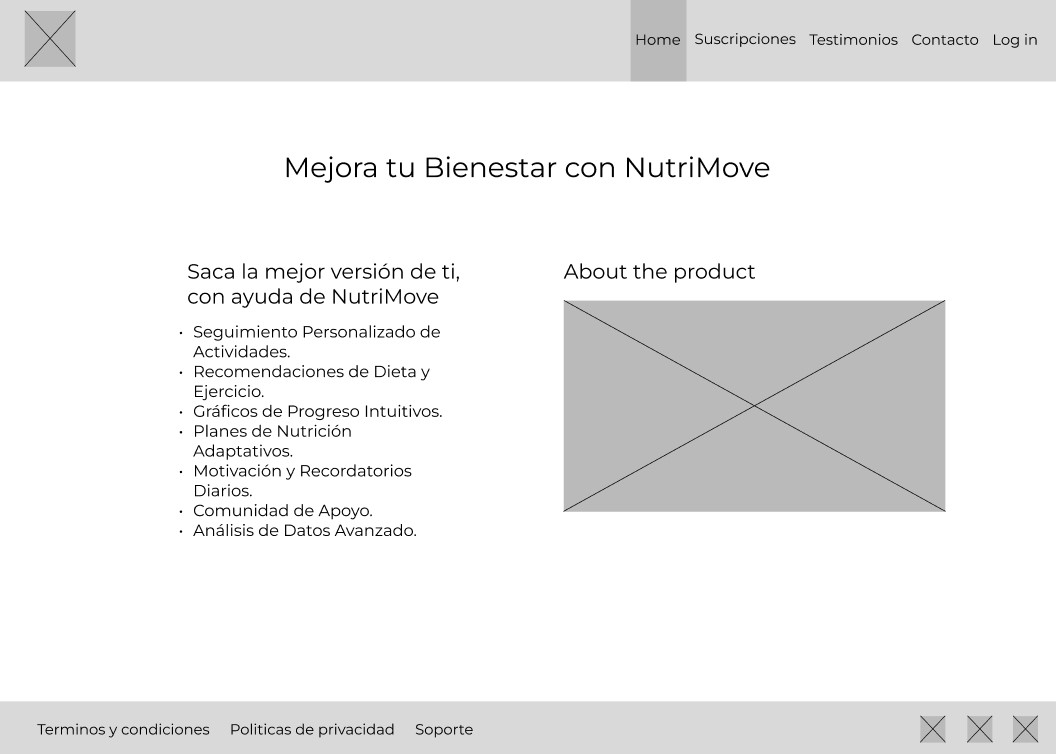 Home Suscripciones Testimonios Contacto Log in
Mejora tu Bienestar con NutriMove
Saca la mejor versión de ti,
con ayuda de NutriMove
• Seguimiento Personalizado de
Actividades.
• Recomendaciones de Dieta y
Ejercicio.
• Gráficos de Progreso Intuitivos.
• Planes de Nutrición
Adaptativos.
• Motivación y Recordatorios
Diarios.
• Comunidad de Apoyo.
• Análisis de Datos Avanzado.
About the product
Terminos y condiciones Politicas de privacidad Soporte